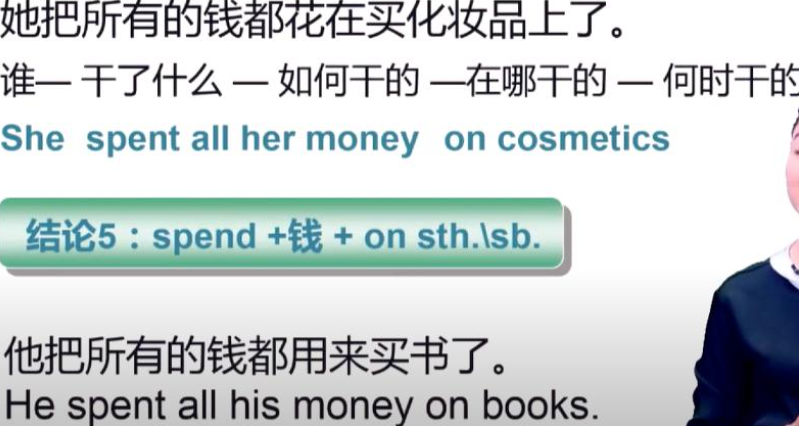 她把所有的钱都花在买化妆品上了。
谁— 干了什么 — 如何干的 —在哪干的 — 何时干的
She spent all her money on cosmetics
结论5：spend +钱 + on sth.\sb.
他把所有的钱都用来买书了。
He spent all his money on books.